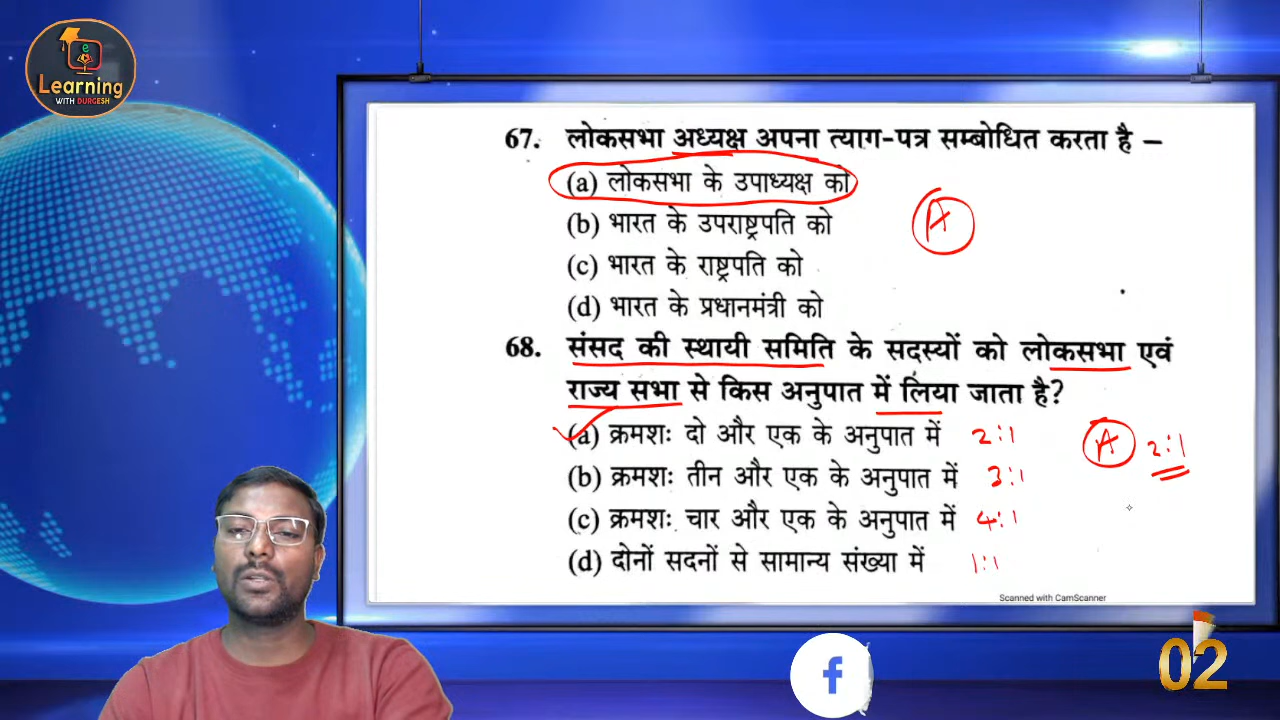 e
Learning
WITH DURGESH
67. लोकसभा अध्यक्ष अपना त्याग-पत्र सम्बोधित करता है –
(a) लोकसभा के उपाध्यक्ष को
(b) भारत के उपराष्ट्रपति को
A
(c) भारत के राष्ट्रपति को
(d) भारत के प्रधानमंत्री को
68. संसद की स्थायी समिति के सदस्यों को लोकसभा एवं
राज्य सभा से किस अनुपात में लिया जाता है?
(a) क्रमशः दो और एक के अनुपात में 2:1 A 2:1
(b) क्रमशः तीन और एक के अनुपात में 3:1
(c) क्रमशः चार और एक के अनुपात में 4:1
(d) दोनों सदनों से सामान्य संख्या में 1:1
Scanned with CamScanner
f
02